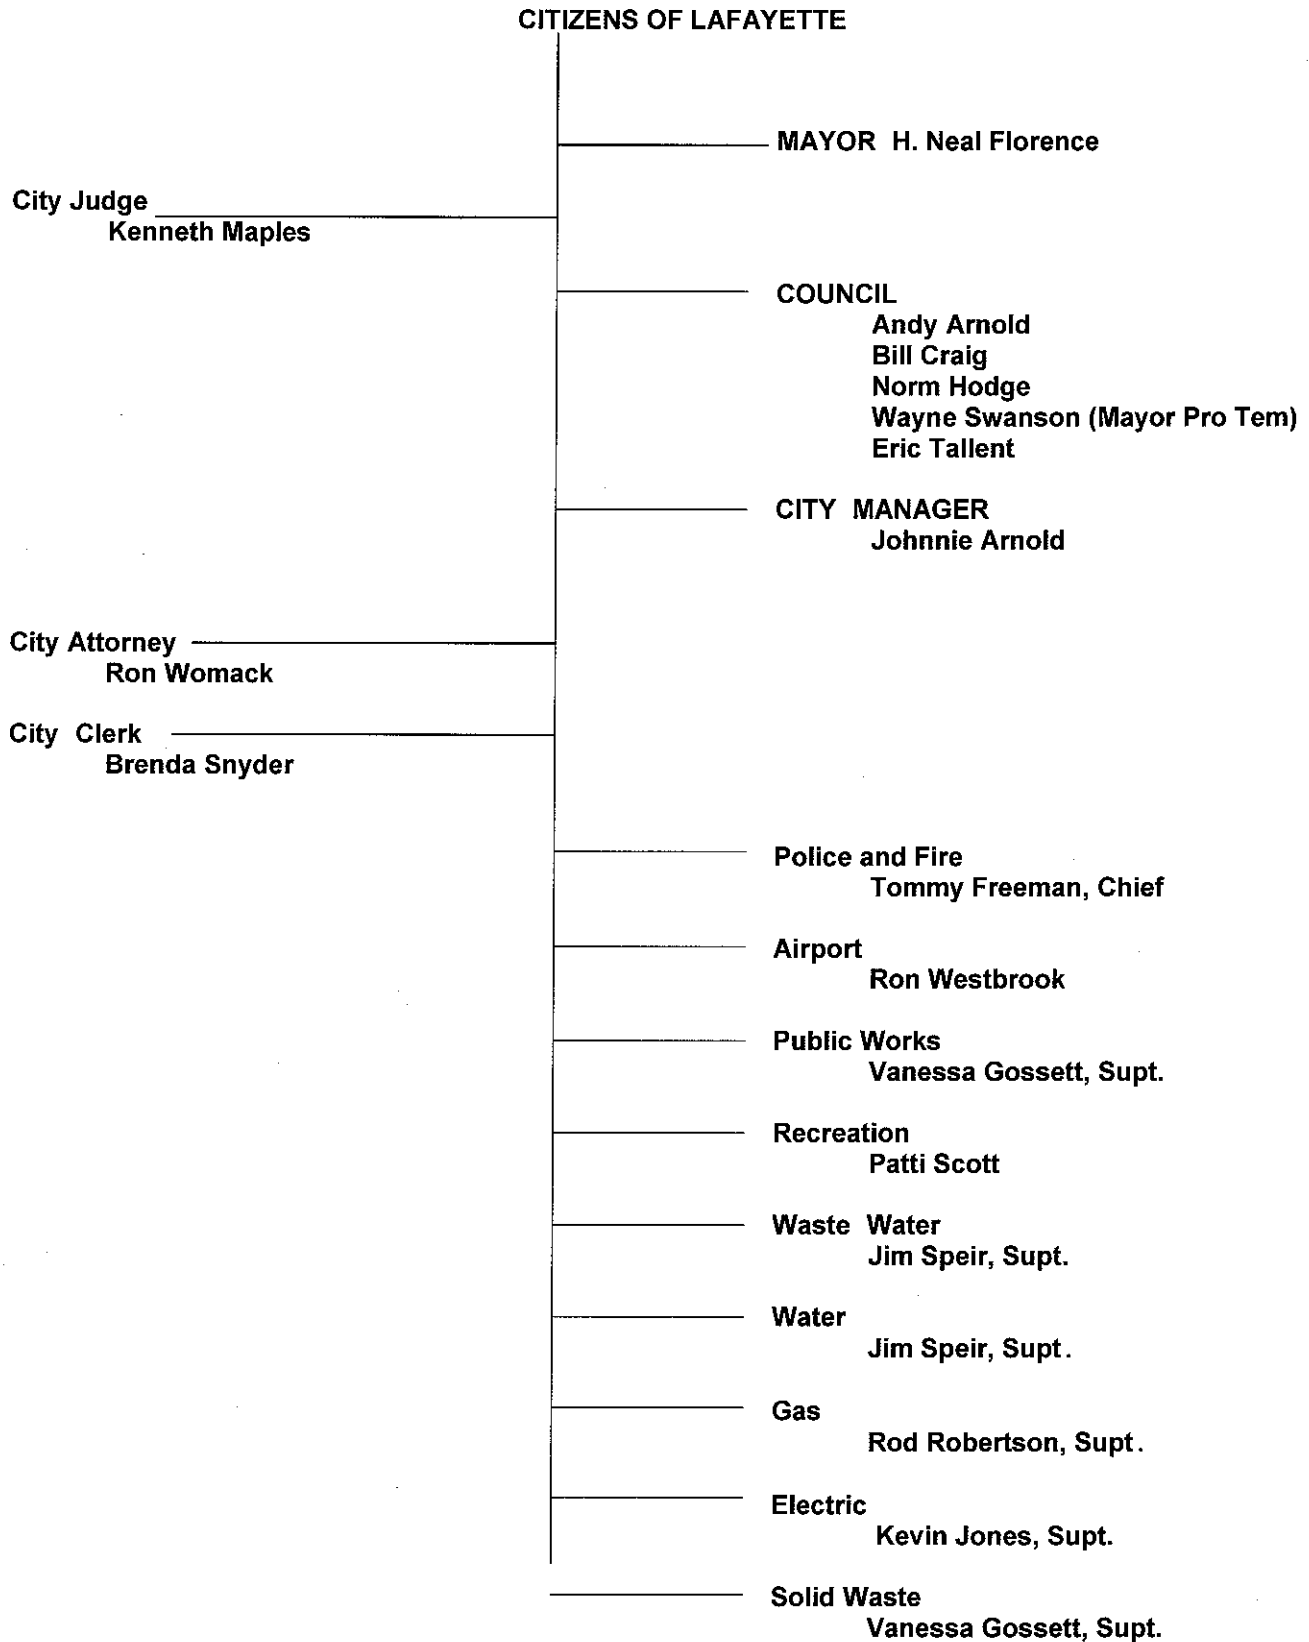 CITIZENS OF LAFAYETTE
MAYOR H. Neal Florence
City Judge
Kenneth Maples
COUNCIL
Andy Arnold
Bill Craig
Norm Hodge
Wayne Swanson (Mayor Pro Tem)
Eric Tallent
CITY MANAGER
Johnnie Arnold
City Attorney
Ron Womack
City Clerk
Brenda Snyder
Police and Fire
Tommy Freeman, Chief
Airport
Ron Westbrook
Public Works
Vanessa Gossett, Supt.
Recreation
Patti Scott
Waste Water
Jim Speir, Supt.
Water
Jim Speir, Supt.
Gas
Rod Robertson, Supt.
Electric
Kevin Jones, Supt.
Solid Waste
Vanessa Gossett, Supt.